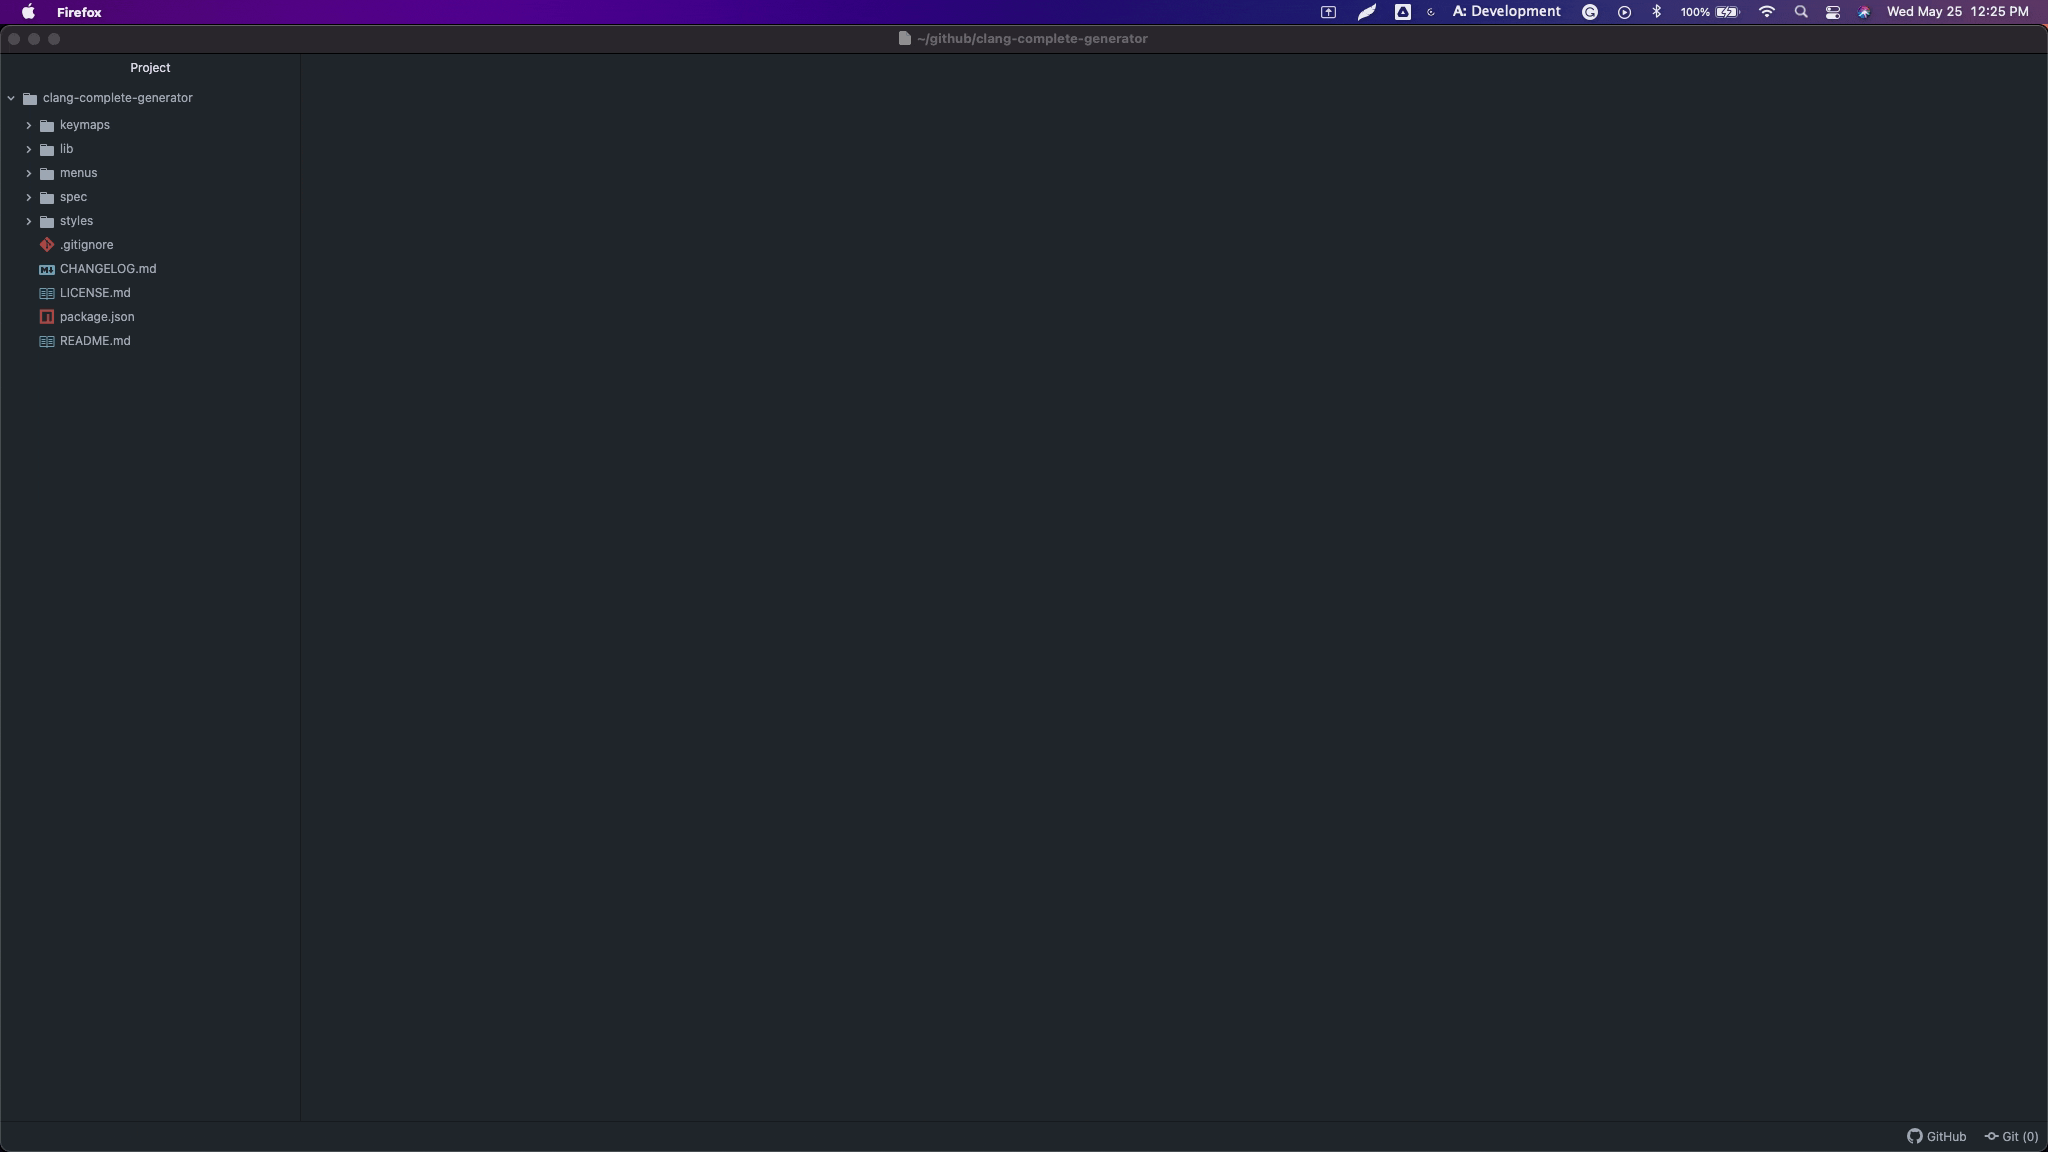 Firefox
A: Development
100%
Wed May 25 12:25 PM
~/github/clang-complete-generator
Project
clang-complete-generator
keymaps
lib
menus
spec
styles
.gitignore
CHANGELOG.md
LICENSE.md
package.json
README.md
GitHub
Git (0)